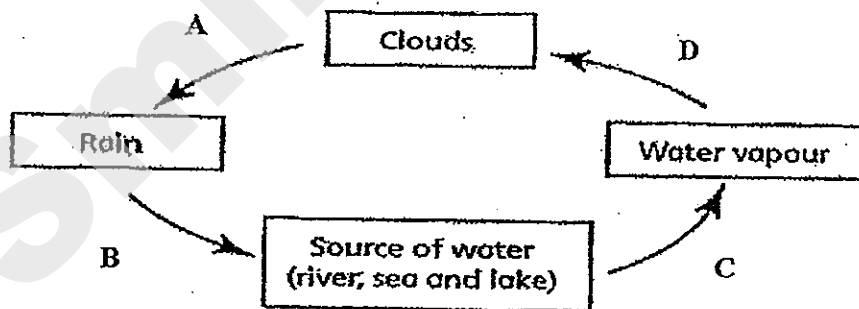 A
Clouds
D
Rain
Water vapour
B
Source of water
(river, sea and lake)
C